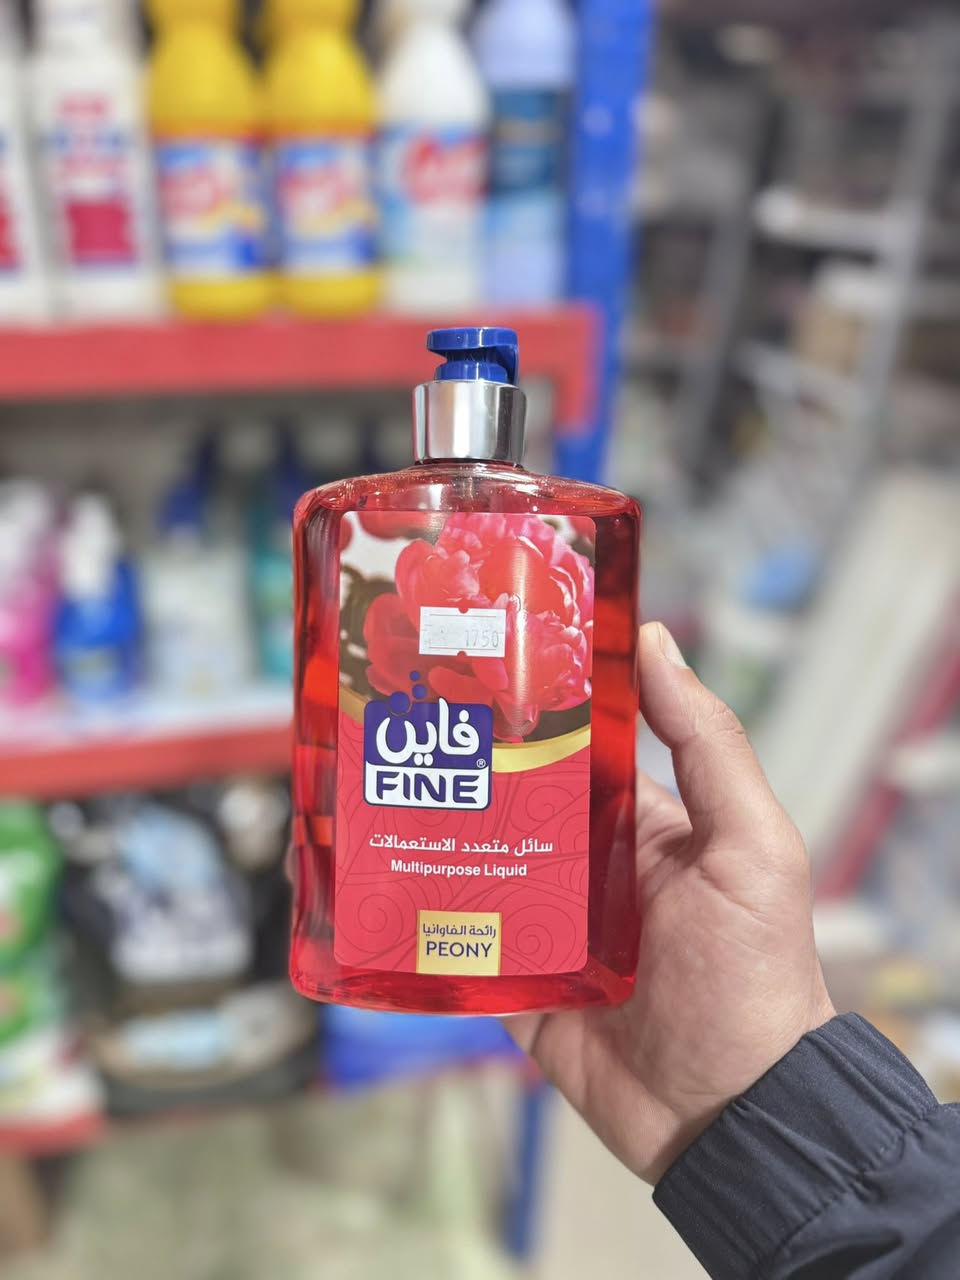 1750
فاين
FINE
®
سائل متعدد الاستعمالات
Multipurpose Liquid
رائحة الفاوانيا
PEONY